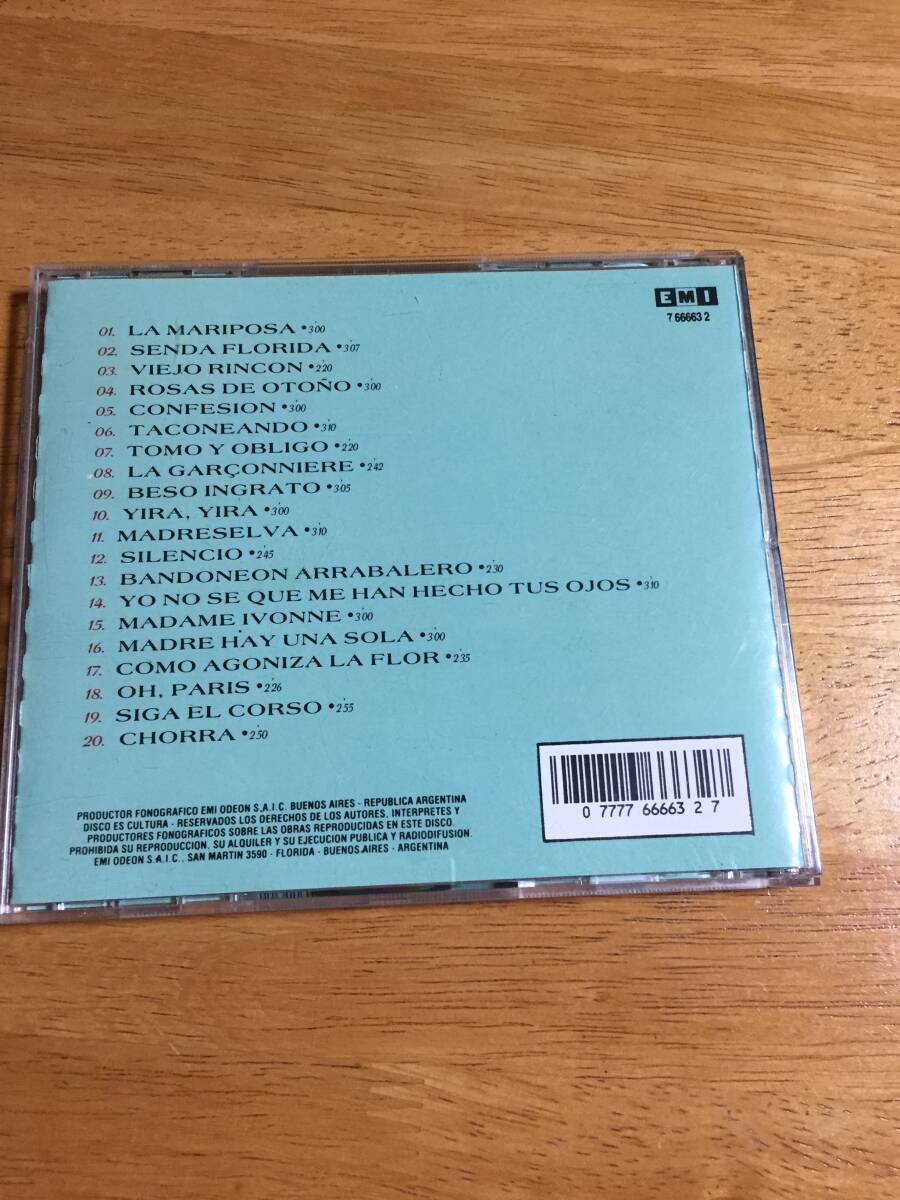 EMI
7 66663 2
01. LA MARIPOSA •3'00
02. SENDA FLORIDA •3'07
03. VIEJO RINCON •2'20
04. ROSAS DE OTOÑO •3'00
05. CONFESION •3'00
06. TACONEANDO •3'10
07. TOMO Y OBLIGO •2'20
08. LA GARÇONNIERE •2'42
09. BESO INGRATO •3'05
10. YIRA, YIRA •3'00
11. MADRESELVA •3'10
12. SILENCIO •2'45
13. BANDONEON ARRABALERO •2'30
14. YO NO SE QUE ME HAN HECHO TUS OJOS •3'10
15. MADAME IVONNE •3'00
16. MADRE HAY UNA SOLA •3'00
17. COMO AGONIZA LA FLOR •2'35
18. OH, PARIS •2'26
19. SIGA EL CORSO •2'55
20. CHORRA •2'50
PRODUCTOR FONOGRAFICO EMI ODEON S.A.I.C. BUENOS AIRES - REPUBLICA ARGENTINA
DISCO ES CULTURA - RESERVADOS LOS DERECHOS DE LOS AUTORES, INTERPRETES Y
PRODUCTORES FONOGRAFICOS SOBRE LAS OBRAS REPRODUCIDAS EN ESTE DISCO.
PROHIBIDA SU REPRODUCCION, SU ALQUILER Y SU EJECUCION PUBLICA Y RADIODIFUSION.
EMI ODEON S.A.I.C., SAN MARTIN 3590 - FLORIDA - BUENOS AIRES - ARGENTINA
0 7777 66663 2 7